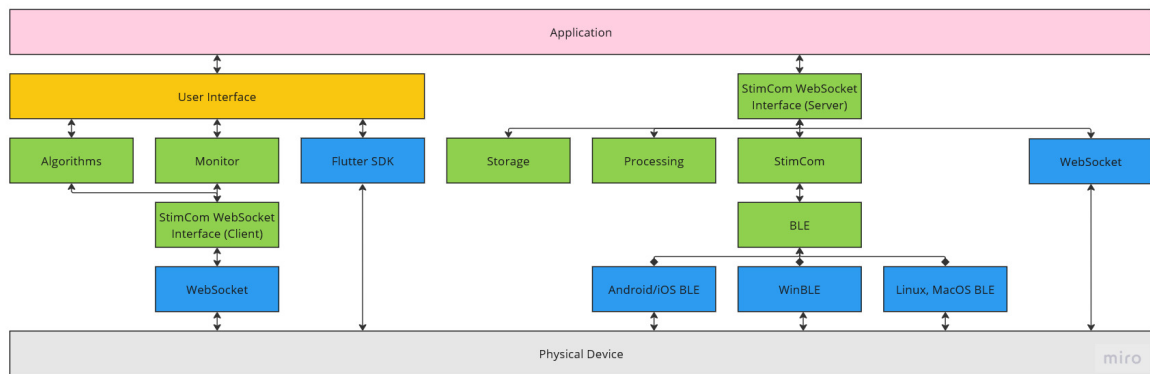 Application
User Interface
StimCom WebSocket
Interface (Server)
Algorithms
Monitor
Flutter SDK
Storage
Processing
StimCom
WebSocket
StimCom WebSocket
Interface (Client)
BLE
WebSocket
Android/iOS BLE
WinBLE
Linux, MacOS BLE
Physical Device
miro